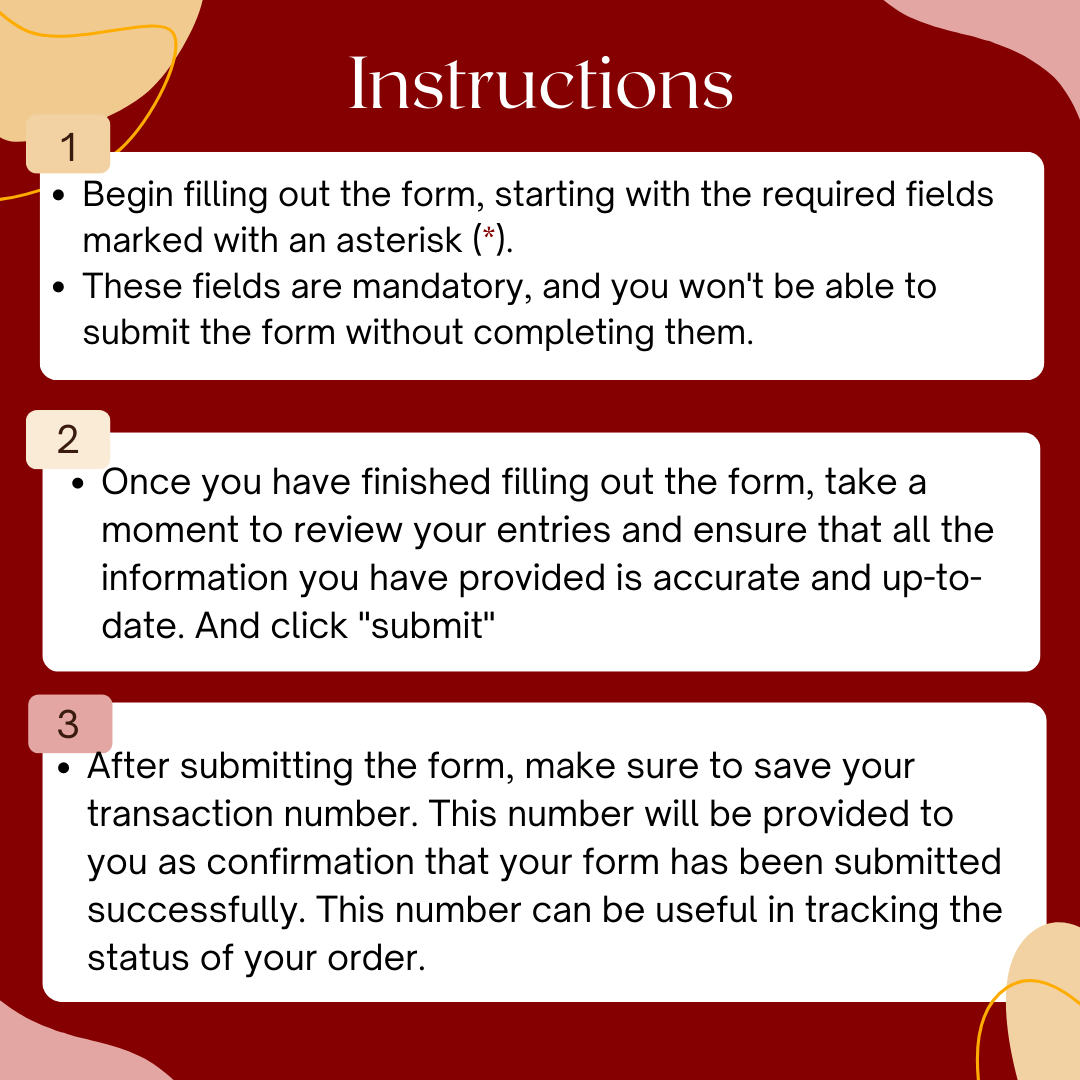 Instructions
1
• Begin filling out the form, starting with the required fields
marked with an asterisk (*).
• These fields are mandatory, and you won't be able to
submit the form without completing them.
2
• Once you have finished filling out the form, take a
moment to review your entries and ensure that all the
information you have provided is accurate and up-to-
date. And click "submit"
3
• After submitting the form, make sure to save your
transaction number. This number will be provided to
you as confirmation that your form has been submitted
successfully. This number can be useful in tracking the
status of your order.